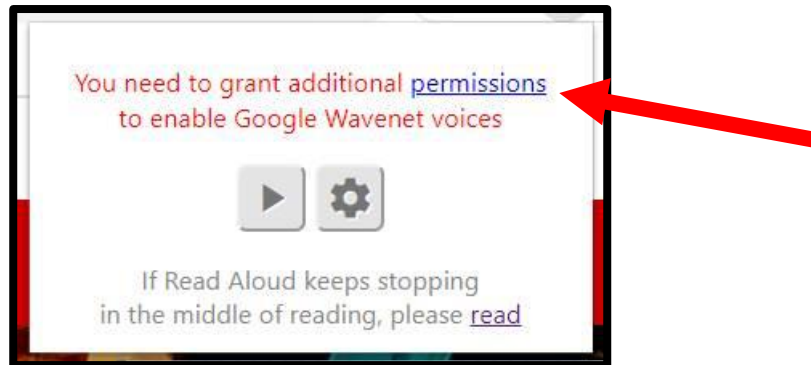 You need to grant additional permissions
to enable Google Wavenet voices
If Read Aloud keeps stopping
in the middle of reading, please read